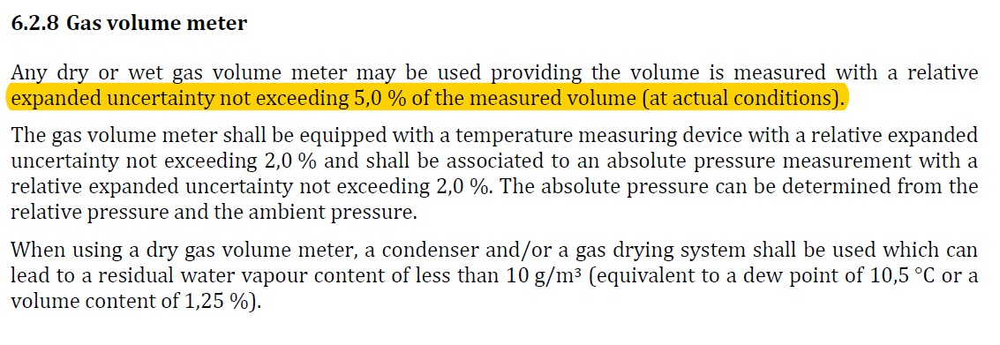 6.2.8 Gas volume meter
Any dry or wet gas volume meter may be used providing the volume is measured with a relative
expanded uncertainty not exceeding 5,0 % of the measured volume (at actual conditions).
The gas volume meter shall be equipped with a temperature measuring device with a relative expanded
uncertainty not exceeding 2,0 % and shall be associated to an absolute pressure measurement with a
relative expanded uncertainty not exceeding 2,0 %. The absolute pressure can be determined from the
relative pressure and the ambient pressure.
When using a dry gas volume meter, a condenser and/or a gas drying system shall be used which can
lead to a residual water vapour content of less than 10 g/m³ (equivalent to a dew point of 10,5 °C or a
volume content of 1,25 %).